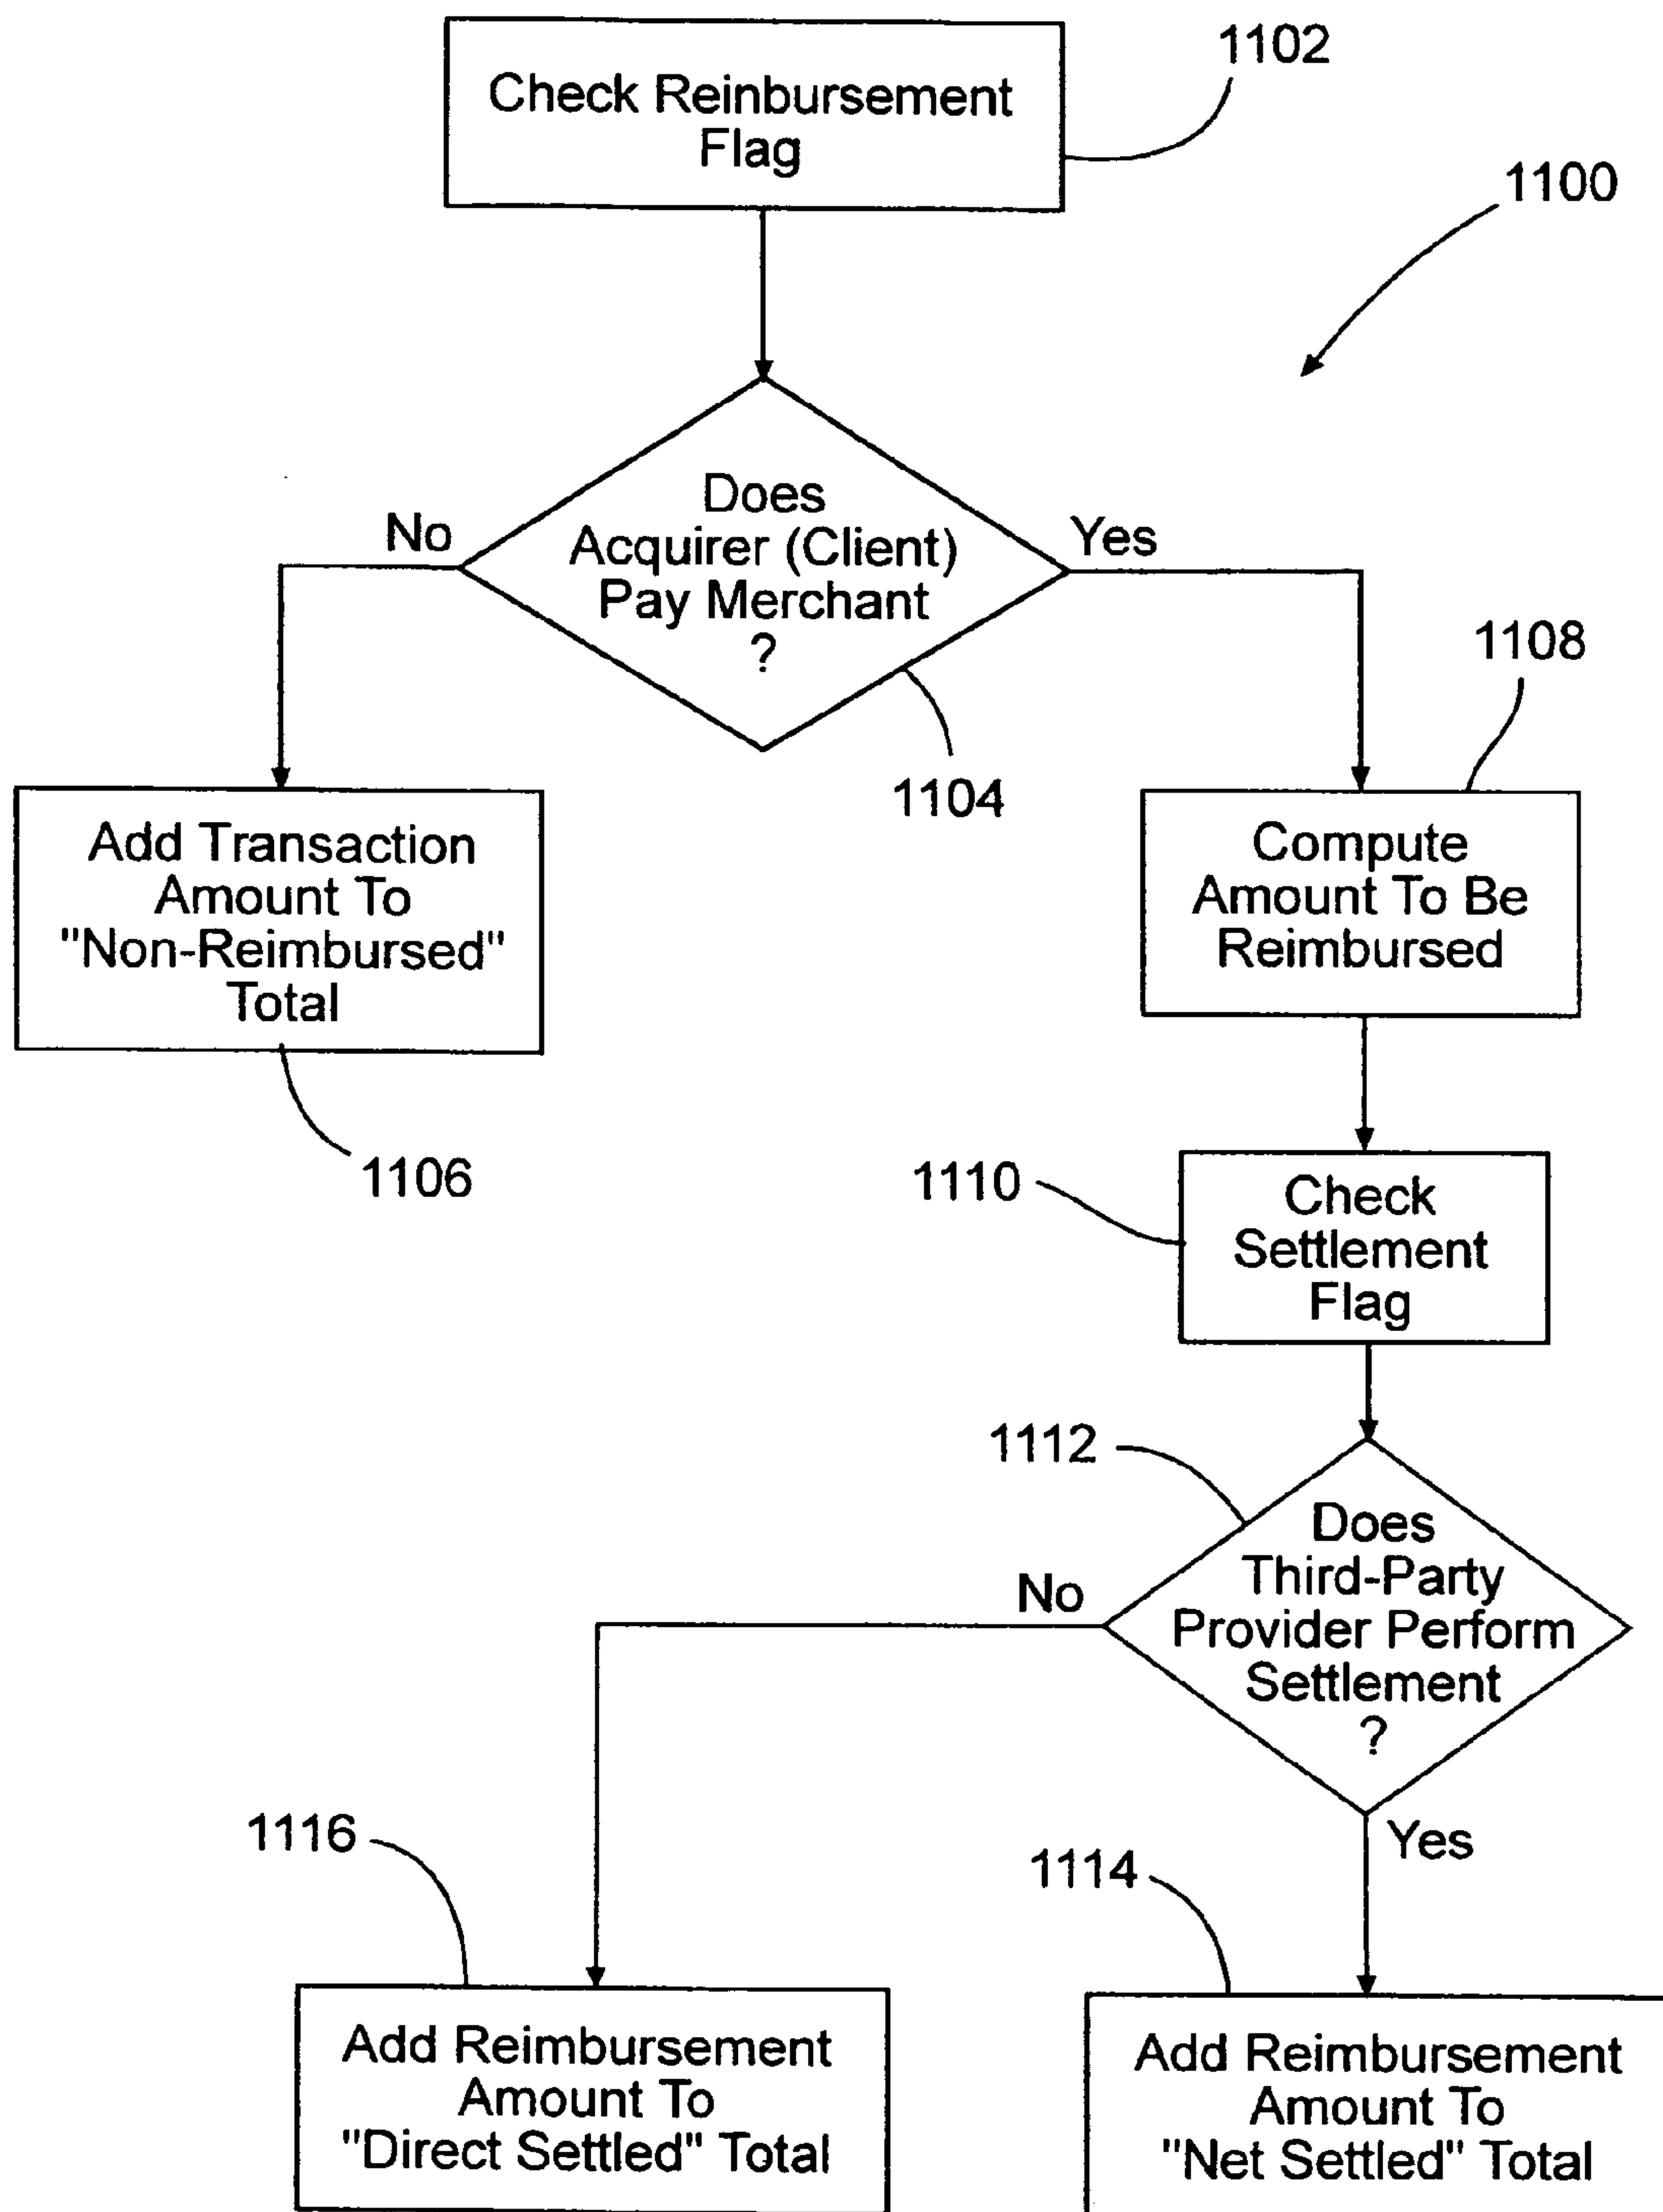 1102
Check Reinbursement
Flag
1100
Does
Acquirer (Client)
Pay Merchant
?
No
Yes
1104
1108
Add Transaction
Amount To
"Non-Reimbursed"
Total
1106
Compute
Amount To Be
Reimbursed
1110
Check
Settlement
Flag
1112
Does
Third-Party
Provider Perform
Settlement
?
No
Yes
1116
1114
Add Reimbursement
Amount To
"Direct Settled" Total
Add Reimbursement
Amount To
"Net Settled" Total